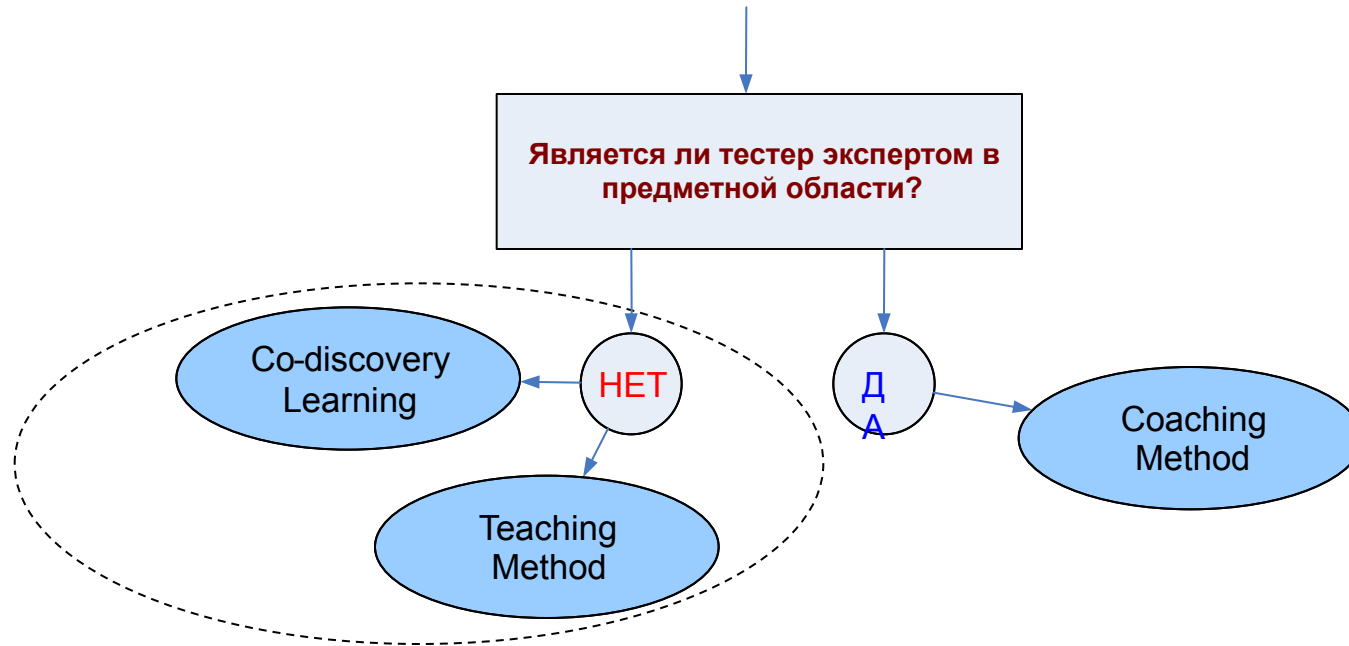 Является ли тестер экспертом в
предметной области?
Co-discovery
Learning
НЕТ
Д
А
Coaching
Method
Teaching
Method